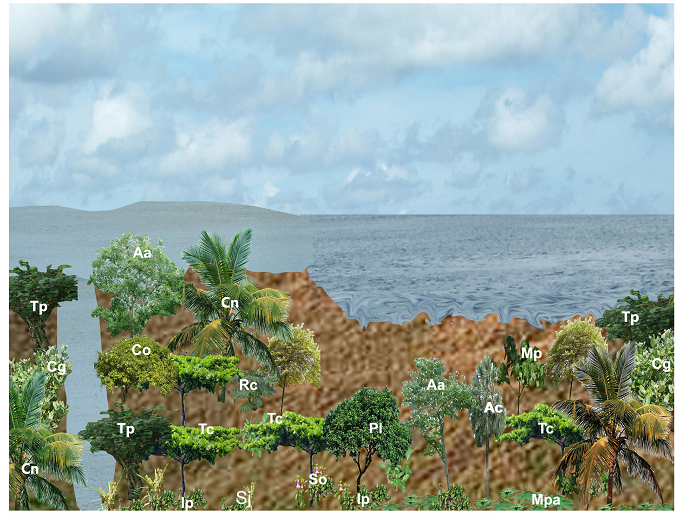 Aa
Cn
Tp
Tp
Co
Mp
Cg
Cg
Rc
Aa
Ac
Tp
Tc
Tc
Pl
Tc
Cn
So
Ip
Si
Ip
Mpa